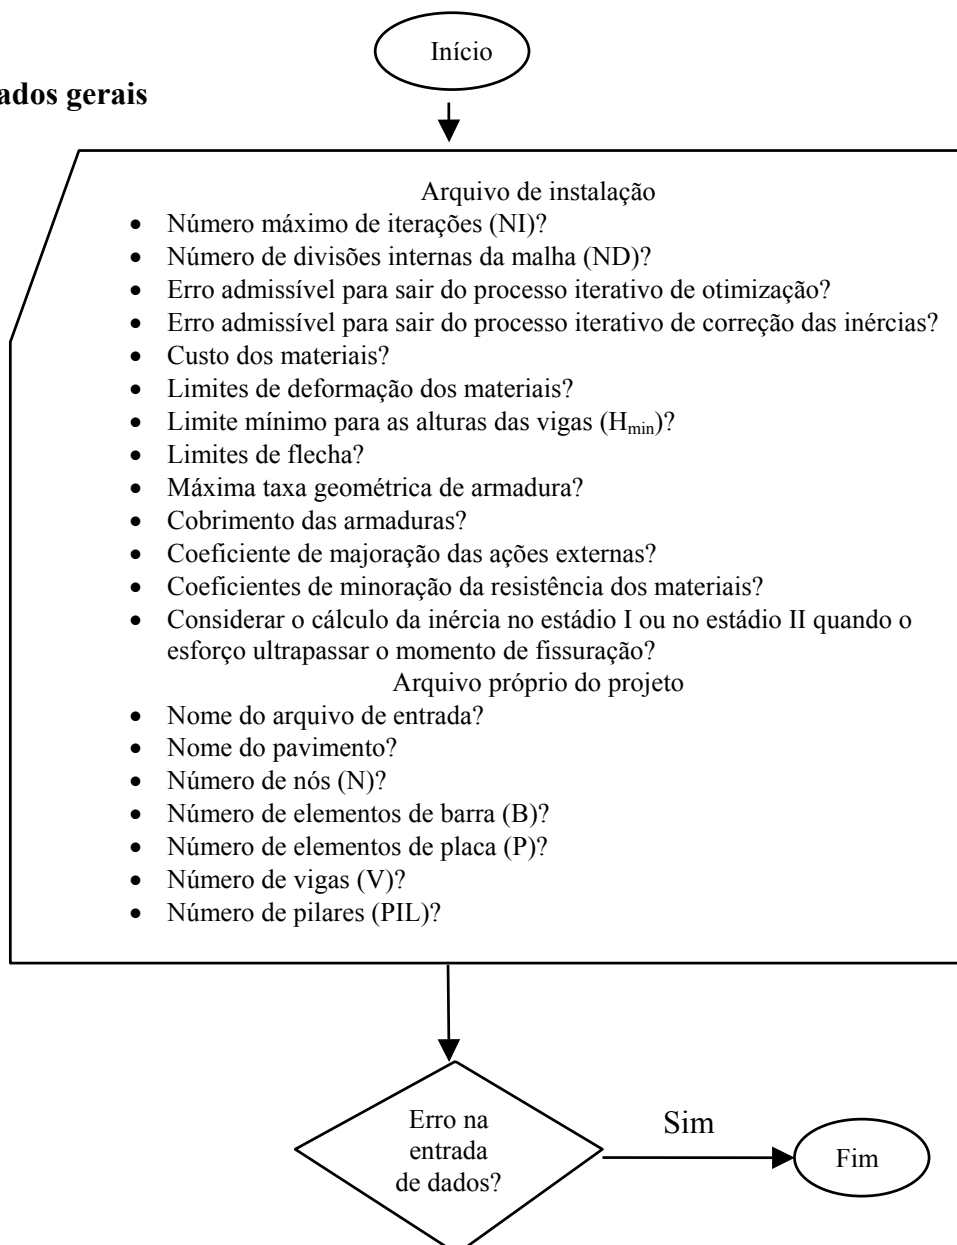 Início
ados gerais
Arquivo de instalação
• Número máximo de iterações (NI)?
• Número de divisões internas da malha (ND)?
• Erro admissível para sair do processo iterativo de otimização?
• Erro admissível para sair do processo iterativo de correção das inércias?
• Custo dos materiais?
• Limites de deformação dos materiais?
• Limite mínimo para as alturas das vigas (Hmin)?
• Limites de flecha?
• Máxima taxa geométrica de armadura?
• Cobrimento das armaduras?
• Coeficiente de majoração das ações externas?
• Coeficientes de minoração da resistência dos materiais?
• Considerar o cálculo da inércia no estádio I ou no estádio II quando o
esforço ultrapassar o momento de fissuração?
Arquivo próprio do projeto
• Nome do arquivo de entrada?
• Nome do pavimento?
• Número de nós (N)?
• Número de elementos de barra (B)?
• Número de elementos de placa (P)?
• Número de vigas (V)?
• Número de pilares (PIL)?
Erro na
entrada
de dados?
Sim
Fim